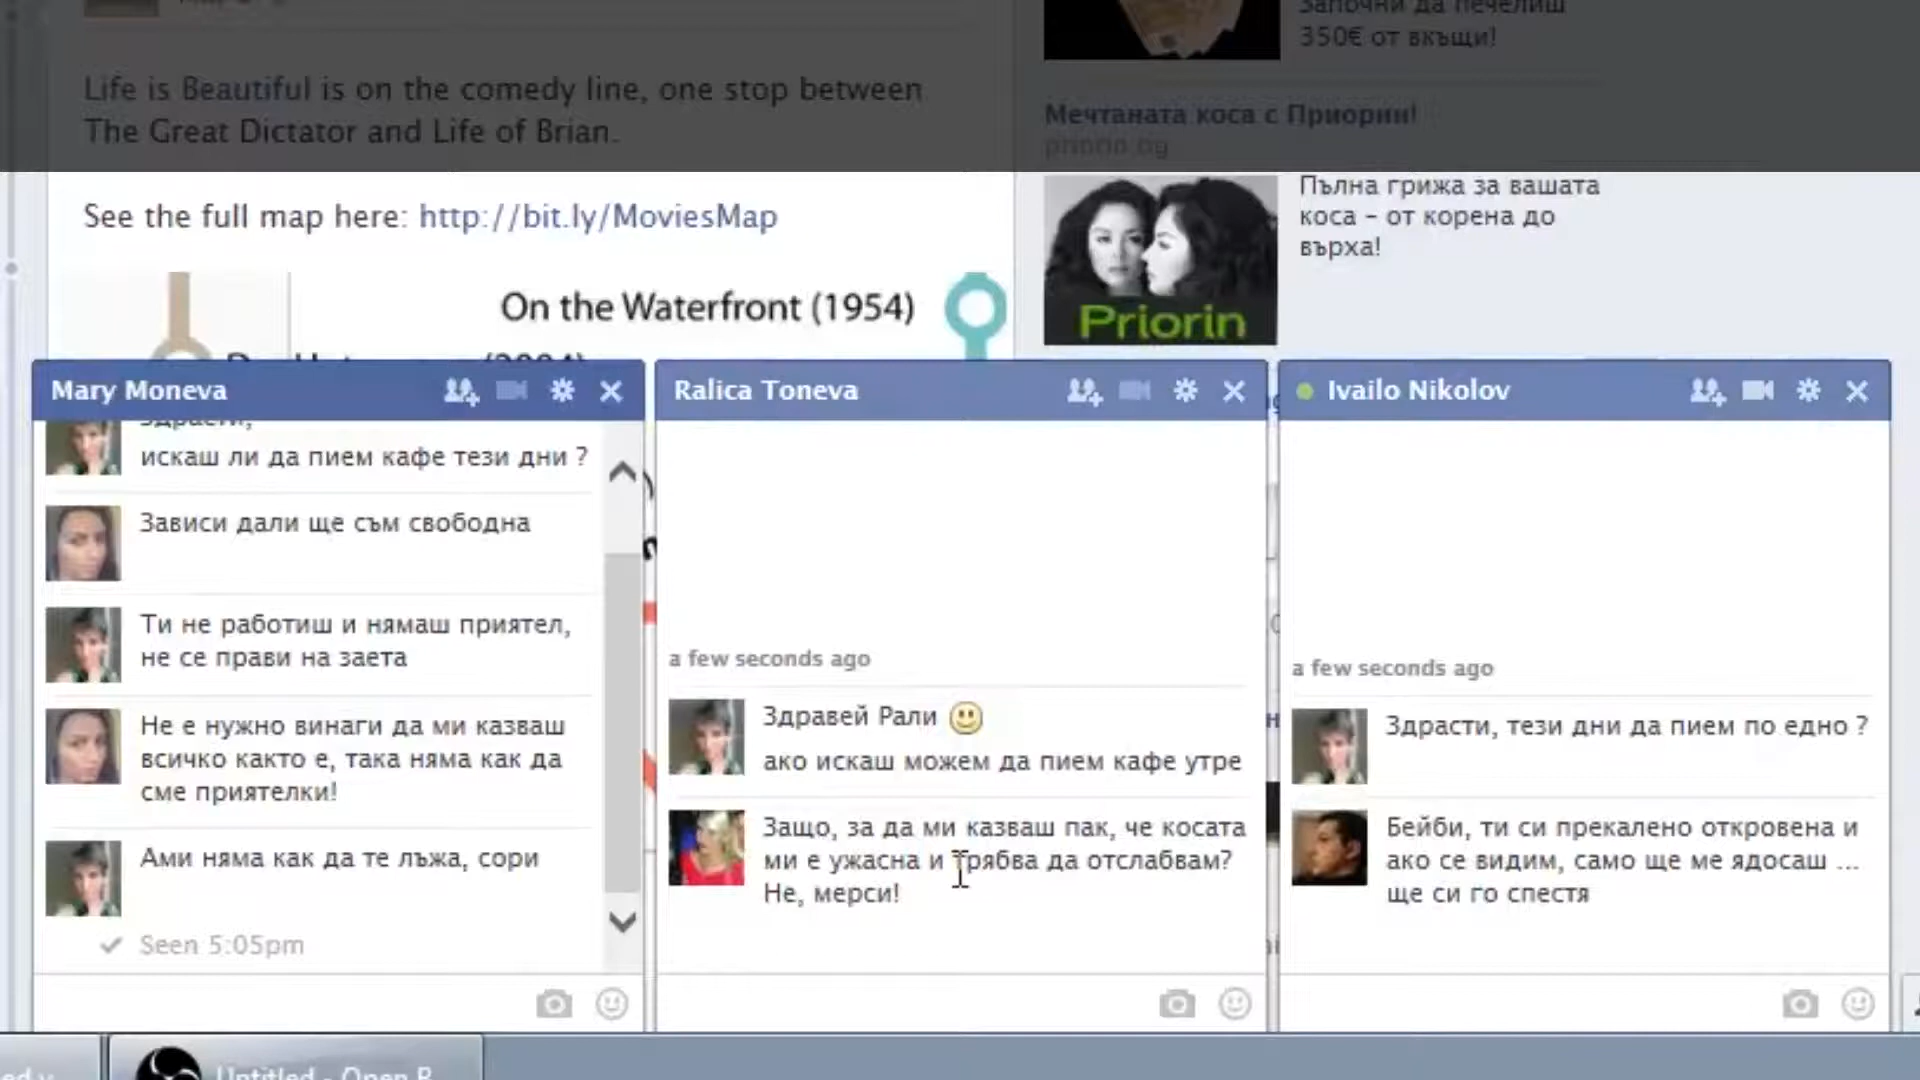 Започни да печелиш
350€ от вкъщи!
Life is Beautiful is on the comedy line, one stop between
The Great Dictator and Life of Brian.
Мечтаната коса с Приорин!
priorin.bg
See the full map here: http://bit.ly/MoviesMap
Пълна грижа за вашата
коса – от корена до
върха!
Priorin
On the Waterfront (1954)
Mary Moneva
Здрасти,
искаш ли да пием кафе тези дни ?
Зависи дали ще съм свободна
Ти не работиш и нямаш приятел,
не се прави на заета
Не е нужно винаги да ми казваш
всичко както е, така няма как да
сме приятелки!
Ами няма как да те лъжа, сори
Seen 5:05pm
Ralica Toneva
a few seconds ago
Здравей Рали
ако искаш можем да пием кафе утре
Защо, за да ми казваш пак, че косата
ми е ужасна и трябва да отслабвам?
Не, мерси!
Ivailo Nikolov
a few seconds ago
Здрасти, тези дни да пием по едно ?
Бейби, ти си прекалено откровена и
ако се видим, само ще ме ядосаш ...
ще си го спестя
Untitled - Open